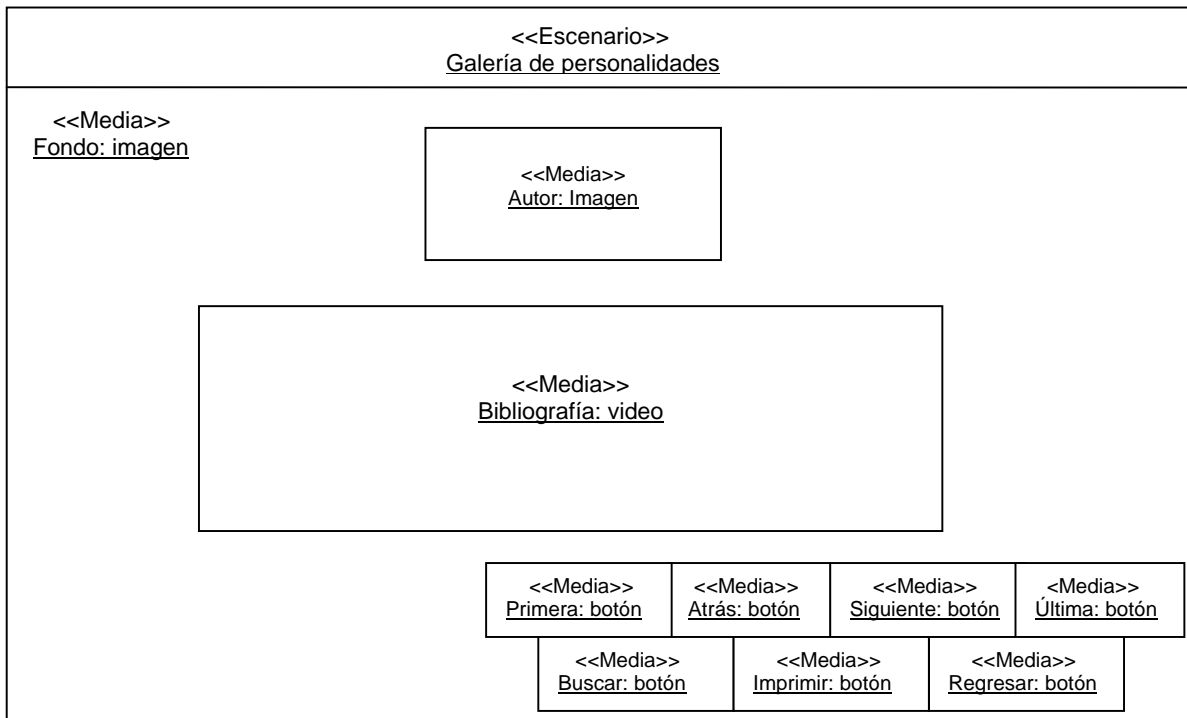 <<Escenario>>
Galería de personalidades
<<Media>>
Fondo: imagen
<<Media>>
Autor: Imagen
<<Media>>
Bibliografía: video
<<Media>>
Primera: botón
<<Media>>
Atrás: botón
<<Media>>
Siguiente: botón
<Media>>
Última: botón
<<Media>>
Buscar: botón
<<Media>>
Imprimir: botón
<<Media>>
Regresar: botón